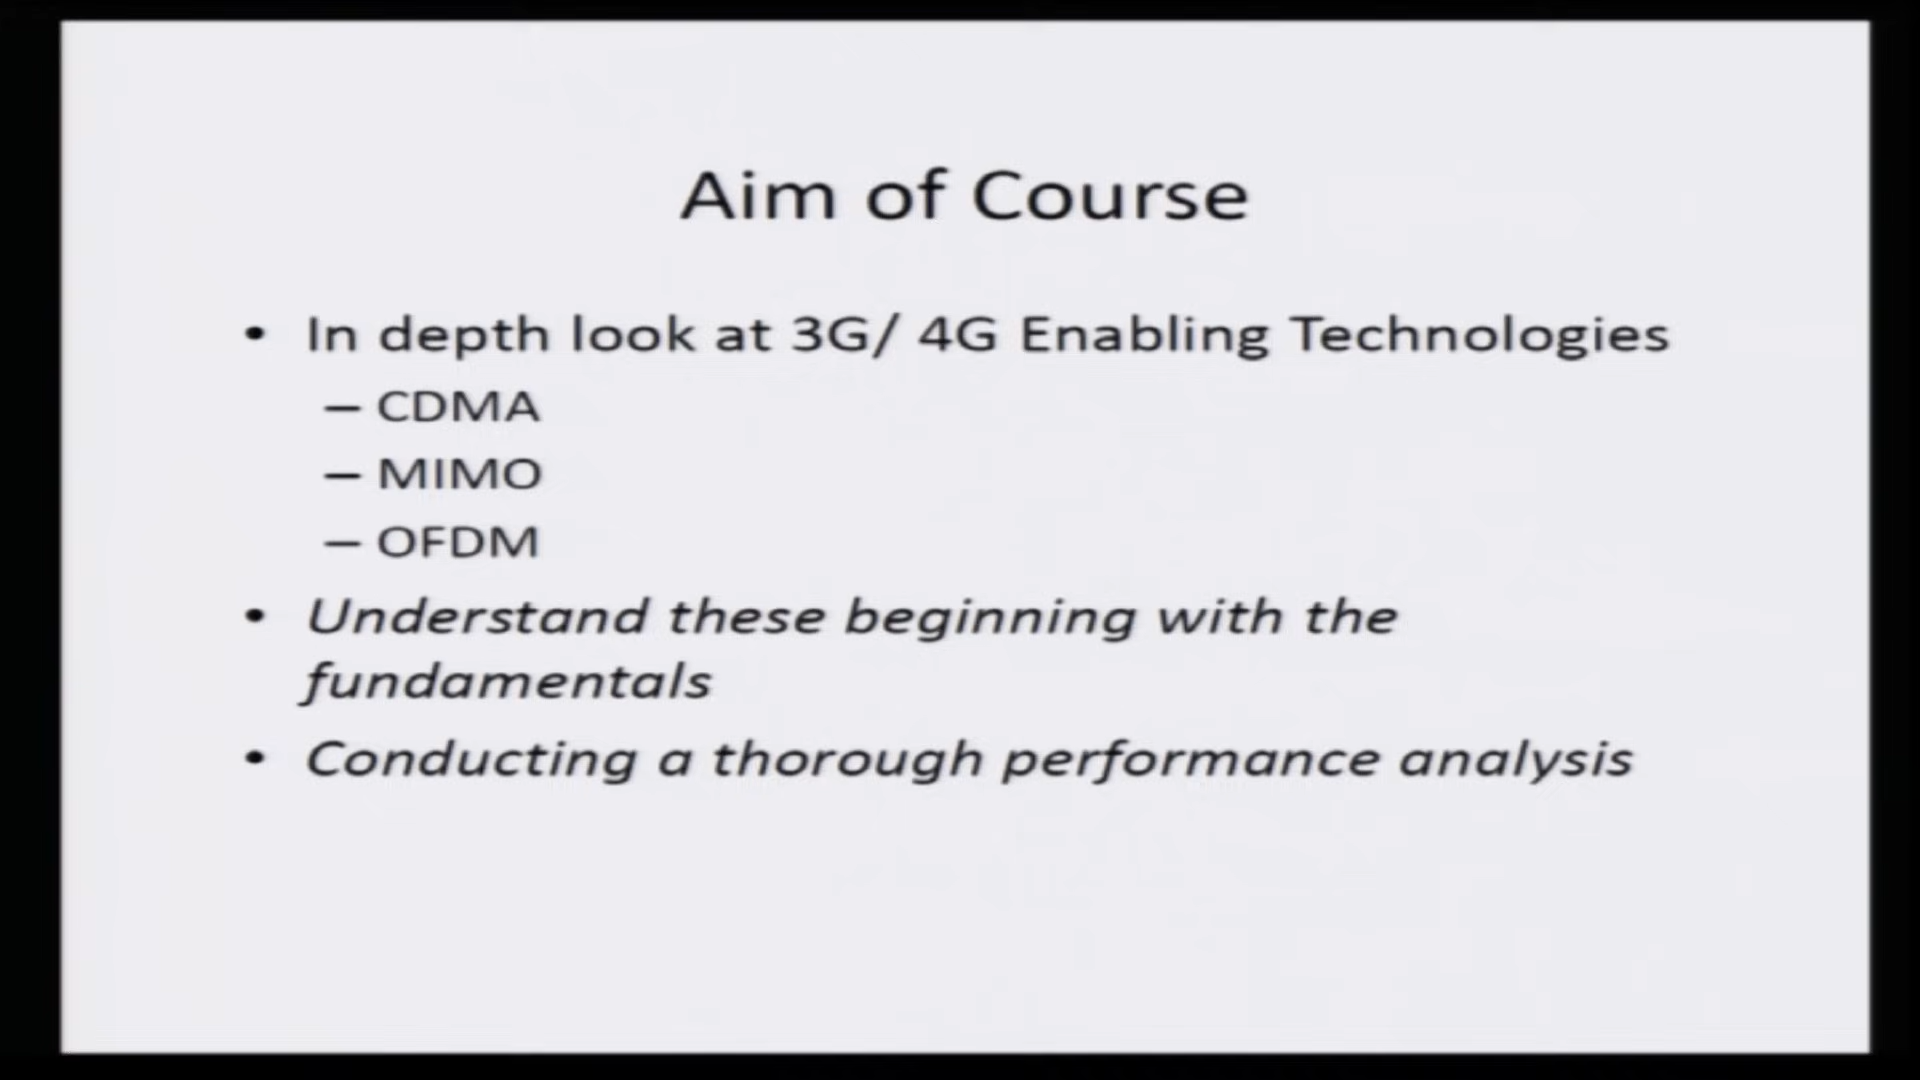 Aim of Course
• In depth look at 3G/ 4G Enabling Technologies
– CDMA
– MIMO
– OFDM
• Understand these beginning with the
fundamentals
• Conducting a thorough performance analysis